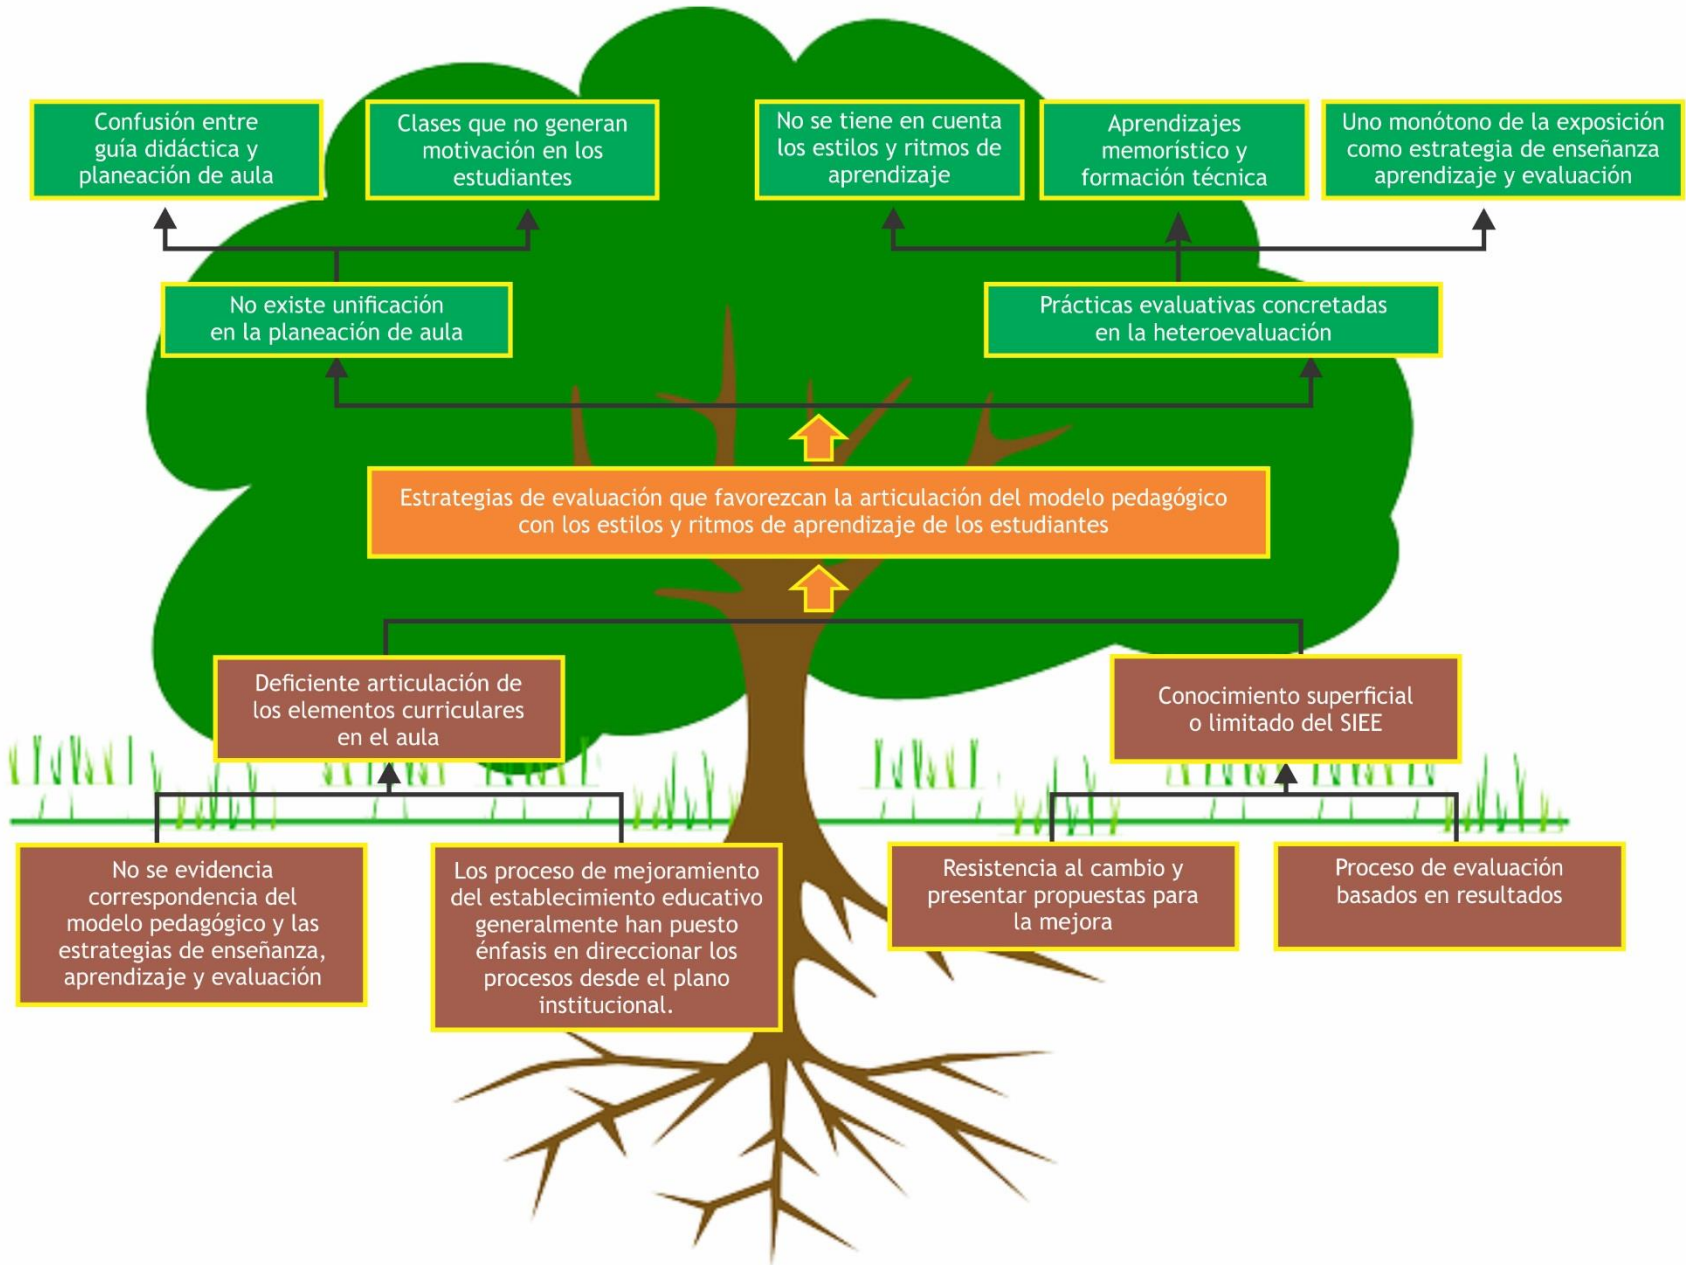 Confusión entre
guía didáctica y
planeación de aula
Clases que no generan
motivación en los
estudiantes
No se tiene en cuenta
los estilos y ritmos de
aprendizaje
Aprendizajes
memorístico y
formación técnica
Uno monótono de la exposición
como estrategia de enseñanza
aprendizaje y evaluación
No existe unificación
en la planeación de aula
Prácticas evaluativas concretadas
en la heteroevaluación
Estrategias de evaluación que favorezcan la articulación del modelo pedagógico
con los estilos y ritmos de aprendizaje de los estudiantes
Deficiente articulación de
los elementos curriculares
en el aula
Conocimiento superficial
o limitado del SIEE
No se evidencia
correspondencia del
modelo pedagógico y las
estrategias de enseñanza,
aprendizaje y evaluación
Los proceso de mejoramiento
del establecimiento educativo
generalmente han puesto
énfasis en direccionar los
procesos desde el plano
institucional.
Resistencia al cambio y
presentar propuestas para
la mejora
Proceso de evaluación
basados en resultados